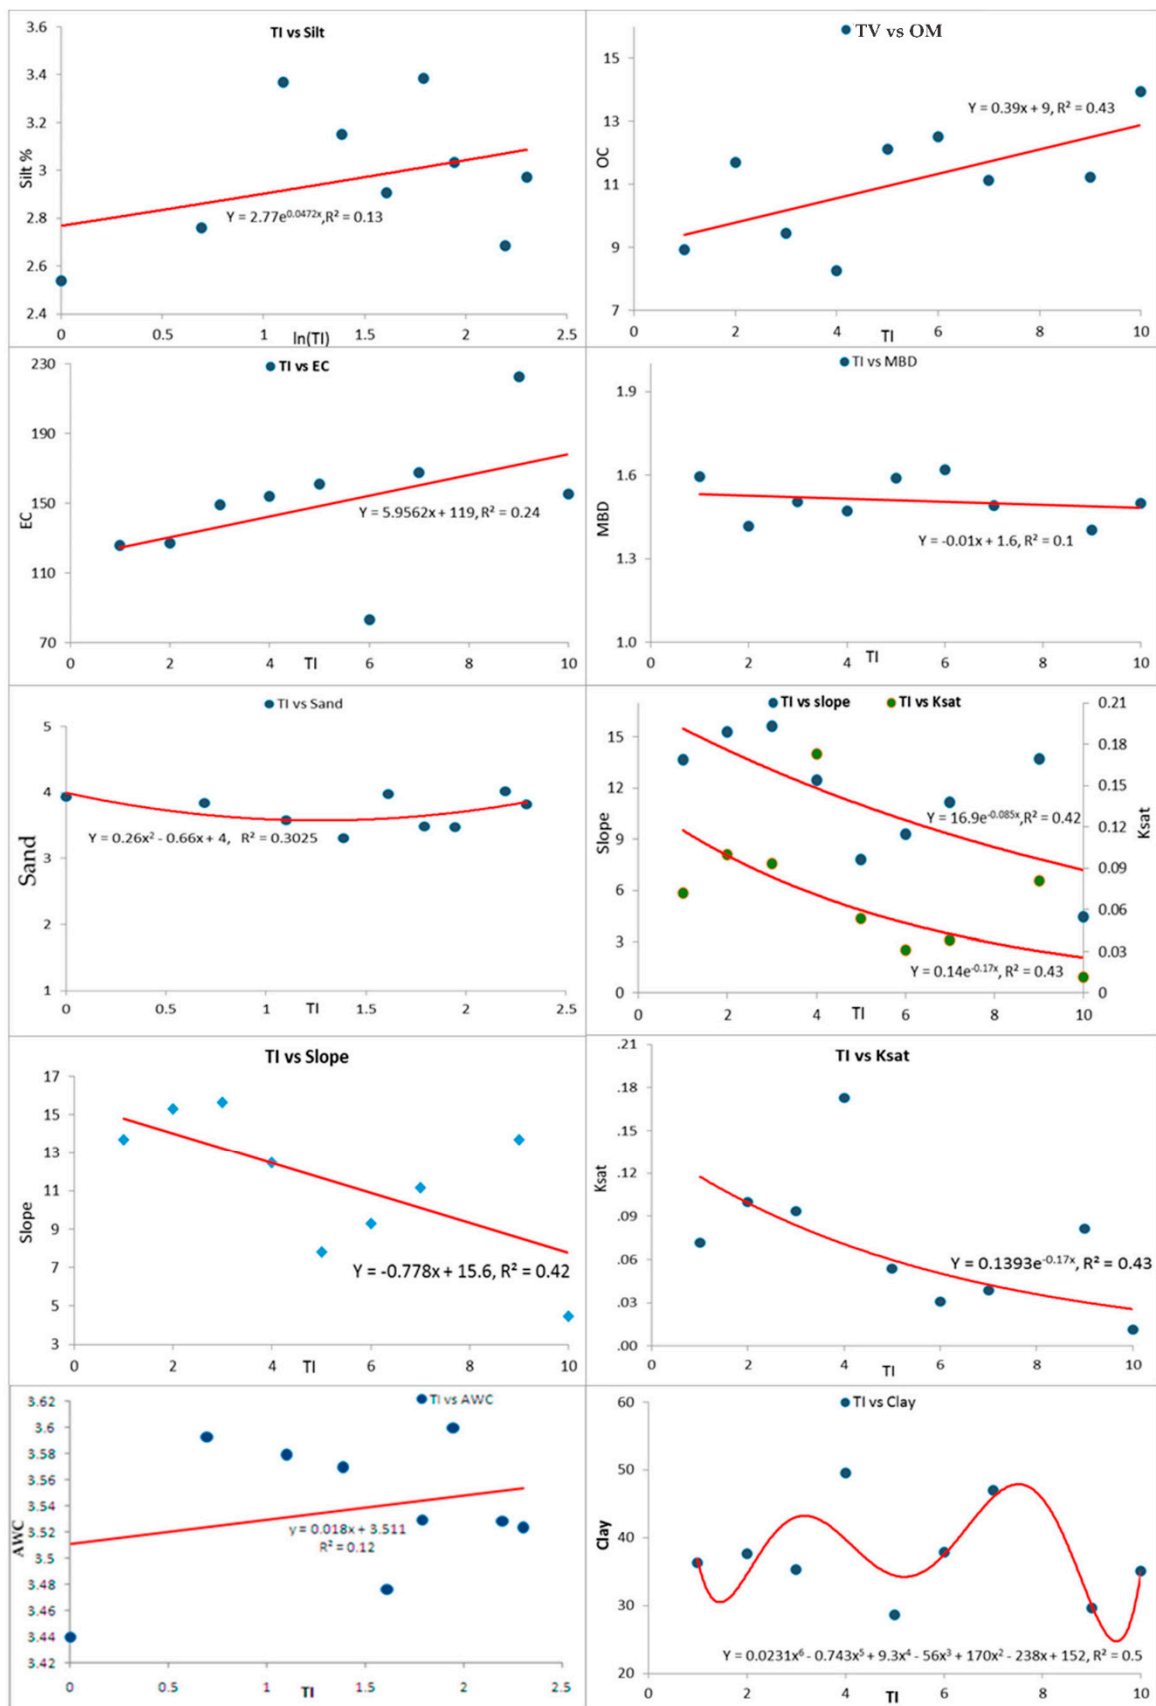 TI vs Silt
3.6
3.4
3.2
3
2.8
2.6
2.4
Silt %
Y = 2.77e^0.0472x, R² = 0.13
0 0.5 1 1.5 2 2.5
ln(TI)
TV vs OM
15
13
11
9
7
OC
Y = 0.39x + 9, R² = 0.43
0 2 4 6 8 10
TI
TI vs EC
230
190
150
110
70
EC
Y = 5.9562x + 119, R² = 0.24
0 2 4 6 8 10
TI
TI vs MBD
1.9
1.6
1.3
1.0
MBD
Y = -0.01x + 1.6, R² = 0.1
0 2 4 6 8 10
TI
TI vs Sand
5
4
3
2
1
Sand
Y = 0.26x² - 0.66x + 4, R² = 0.3025
0 0.5 1 1.5 2 2.5
TI
TI vs slope TI vs Ksat
15
12
9
6
3
0
Slope
0.21
0.18
0.15
0.12
0.09
0.06
0.03
0
Ksat
Y = 16.9e^-0.085x, R² = 0.42
Y = 0.14e^-0.17x, R² = 0.43
0 2 4 6 8 10
TI
TI vs Slope
17
15
13
11
9
7
5
3
Slope
Y = -0.778x + 15.6, R² = 0.42
0 2 4 6 8 10
TI
TI vs Ksat
.21
.18
.15
.12
.09
.06
.03
.00
Ksat
Y = 0.1393e^-0.17x, R² = 0.43
0 2 4 6 8 10
TI
TI vs AWC
3.62
3.6
3.58
3.56
3.54
3.52
3.5
3.48
3.46
3.44
3.42
AWC
y = 0.018x + 3.511
R² = 0.12
0 0.5 1 1.5 2 2.5
TI
TI vs Clay
60
50
40
30
20
Clay
Y = 0.0231x⁶ - 0.743x⁵ + 9.3x⁴ - 56x³ + 170x² - 238x + 152, R² = 0.5
0 2 4 6 8 10
TI